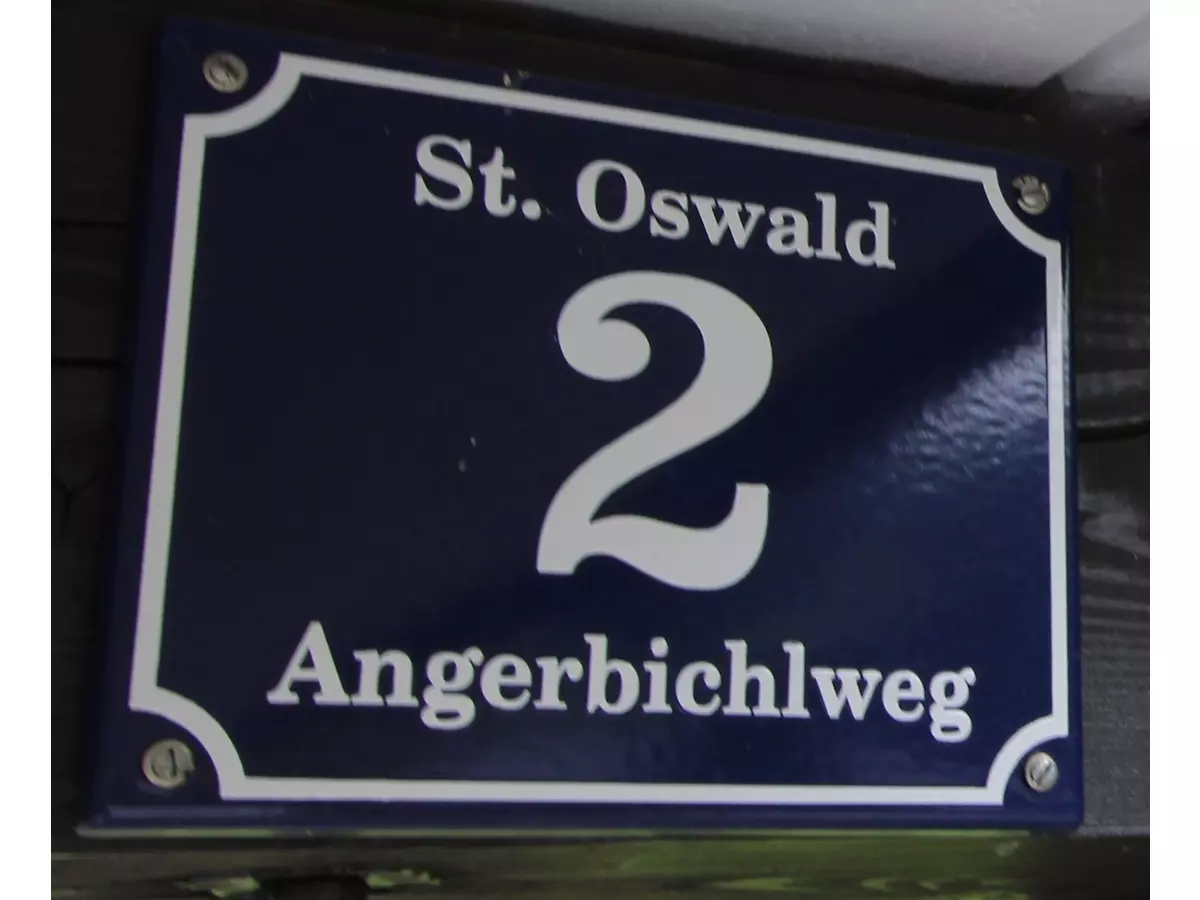 St. Oswald
2
Angerbichlweg